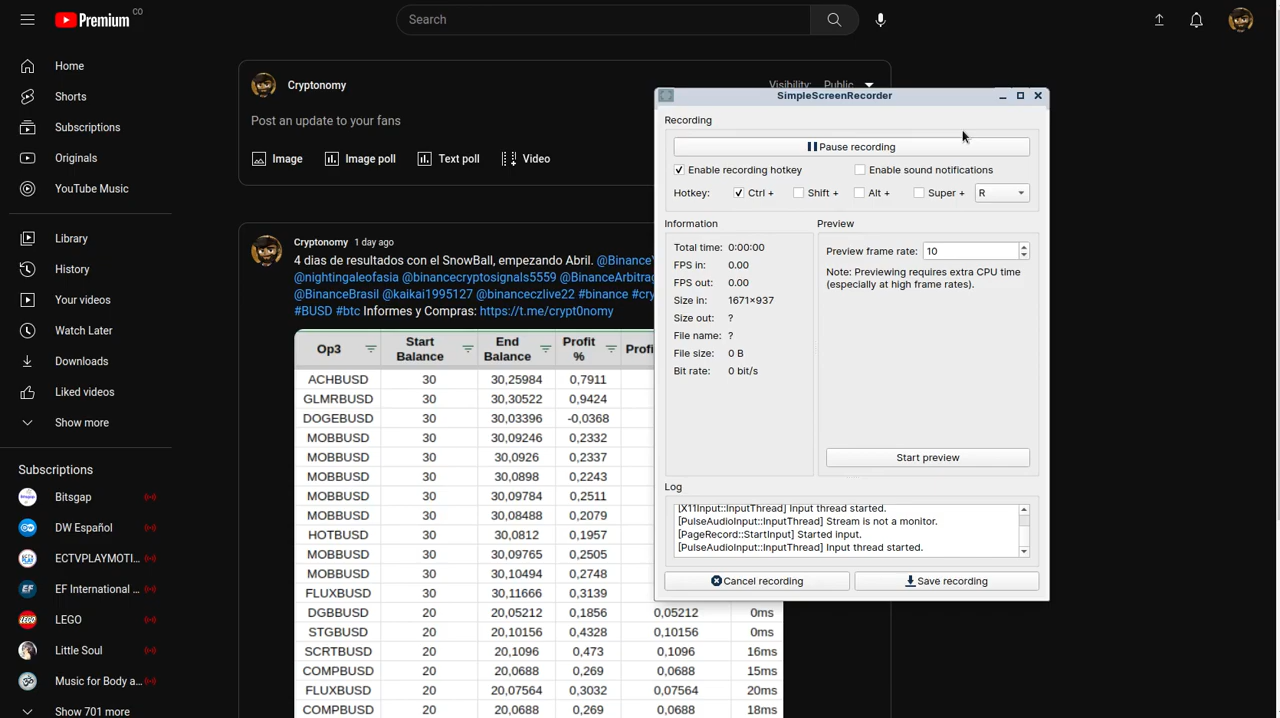 Premium CO
Search
Home
Shorts
Subscriptions
Originals
YouTube Music
Library
History
Your videos
Watch Later
Downloads
Liked videos
Show more
Subscriptions
Bitsgap
DW Español
ECTVPLAYMOTI...
EF International ...
LEGO
Little Soul
Music for Body a...
Show 701 more
Cryptonomy
Visibility: Public
Post an update to your fans
Image
Image poll
Text poll
Video
Cryptonomy 1 day ago
4 dias de resultados con el SnowBall, empezando Abril.
@nightingaleofasia @binancecryptosignals5559
@BinanceBrasil @kaikai1995127 @binanceczlive22 #binance
#BUSD #btc Informes y Compras: https://t.me/crypt0nomy
Op3 Start Balance End Balance Profit %
ACHBUSD 30 30,25984 0,7911
GLMRBUSD 30 30,30522 0,9424
DOGEBUSD 30 30,03396 -0,0368
MOBBUSD 30 30,09246 0,2332
MOBBUSD 30 30,0926 0,2337
MOBBUSD 30 30,0898 0,2243
MOBBUSD 30 30,09784 0,2511
MOBBUSD 30 30,08488 0,2079
HOTBUSD 30 30,0812 0,1957
MOBBUSD 30 30,09765 0,2505
MOBBUSD 30 30,10494 0,2748
FLUXBUSD 30 30,11666 0,3139
DGBBUSD 20 20,05212 0,1856 0,05212 0ms
STGBUSD 20 20,10156 0,4328 0,10156 0ms
SCRTBUSD 20 20,1096 0,473 0,1096 16ms
COMPBUSD 20 20,0688 0,269 0,0688 15ms
FLUXBUSD 20 20,07564 0,3032 0,07564 20ms
COMPBUSD 20 20,0688 0,269 0,0688 18ms
SimpleScreenRecorder
Recording
Pause recording
Enable recording hotkey
Enable sound notifications
Hotkey: Ctrl + Shift + Alt + Super + R
Information
Total time: 0:00:00
FPS in: 0.00
FPS out: 0.00
Size in: 1671×937
Size out: ?
File name: ?
File size: 0 B
Bit rate: 0 bit/s
Preview
Preview frame rate: 10
Note: Previewing requires extra CPU time
(especially at high frame rates).
Start preview
Log
[X11Input::InputThread] Input thread started.
[PulseAudioInput::InputThread] Stream is not a monitor.
[PageRecord::StartInput] Started input.
[PulseAudioInput::InputThread] Input thread started.
Cancel recording
Save recording